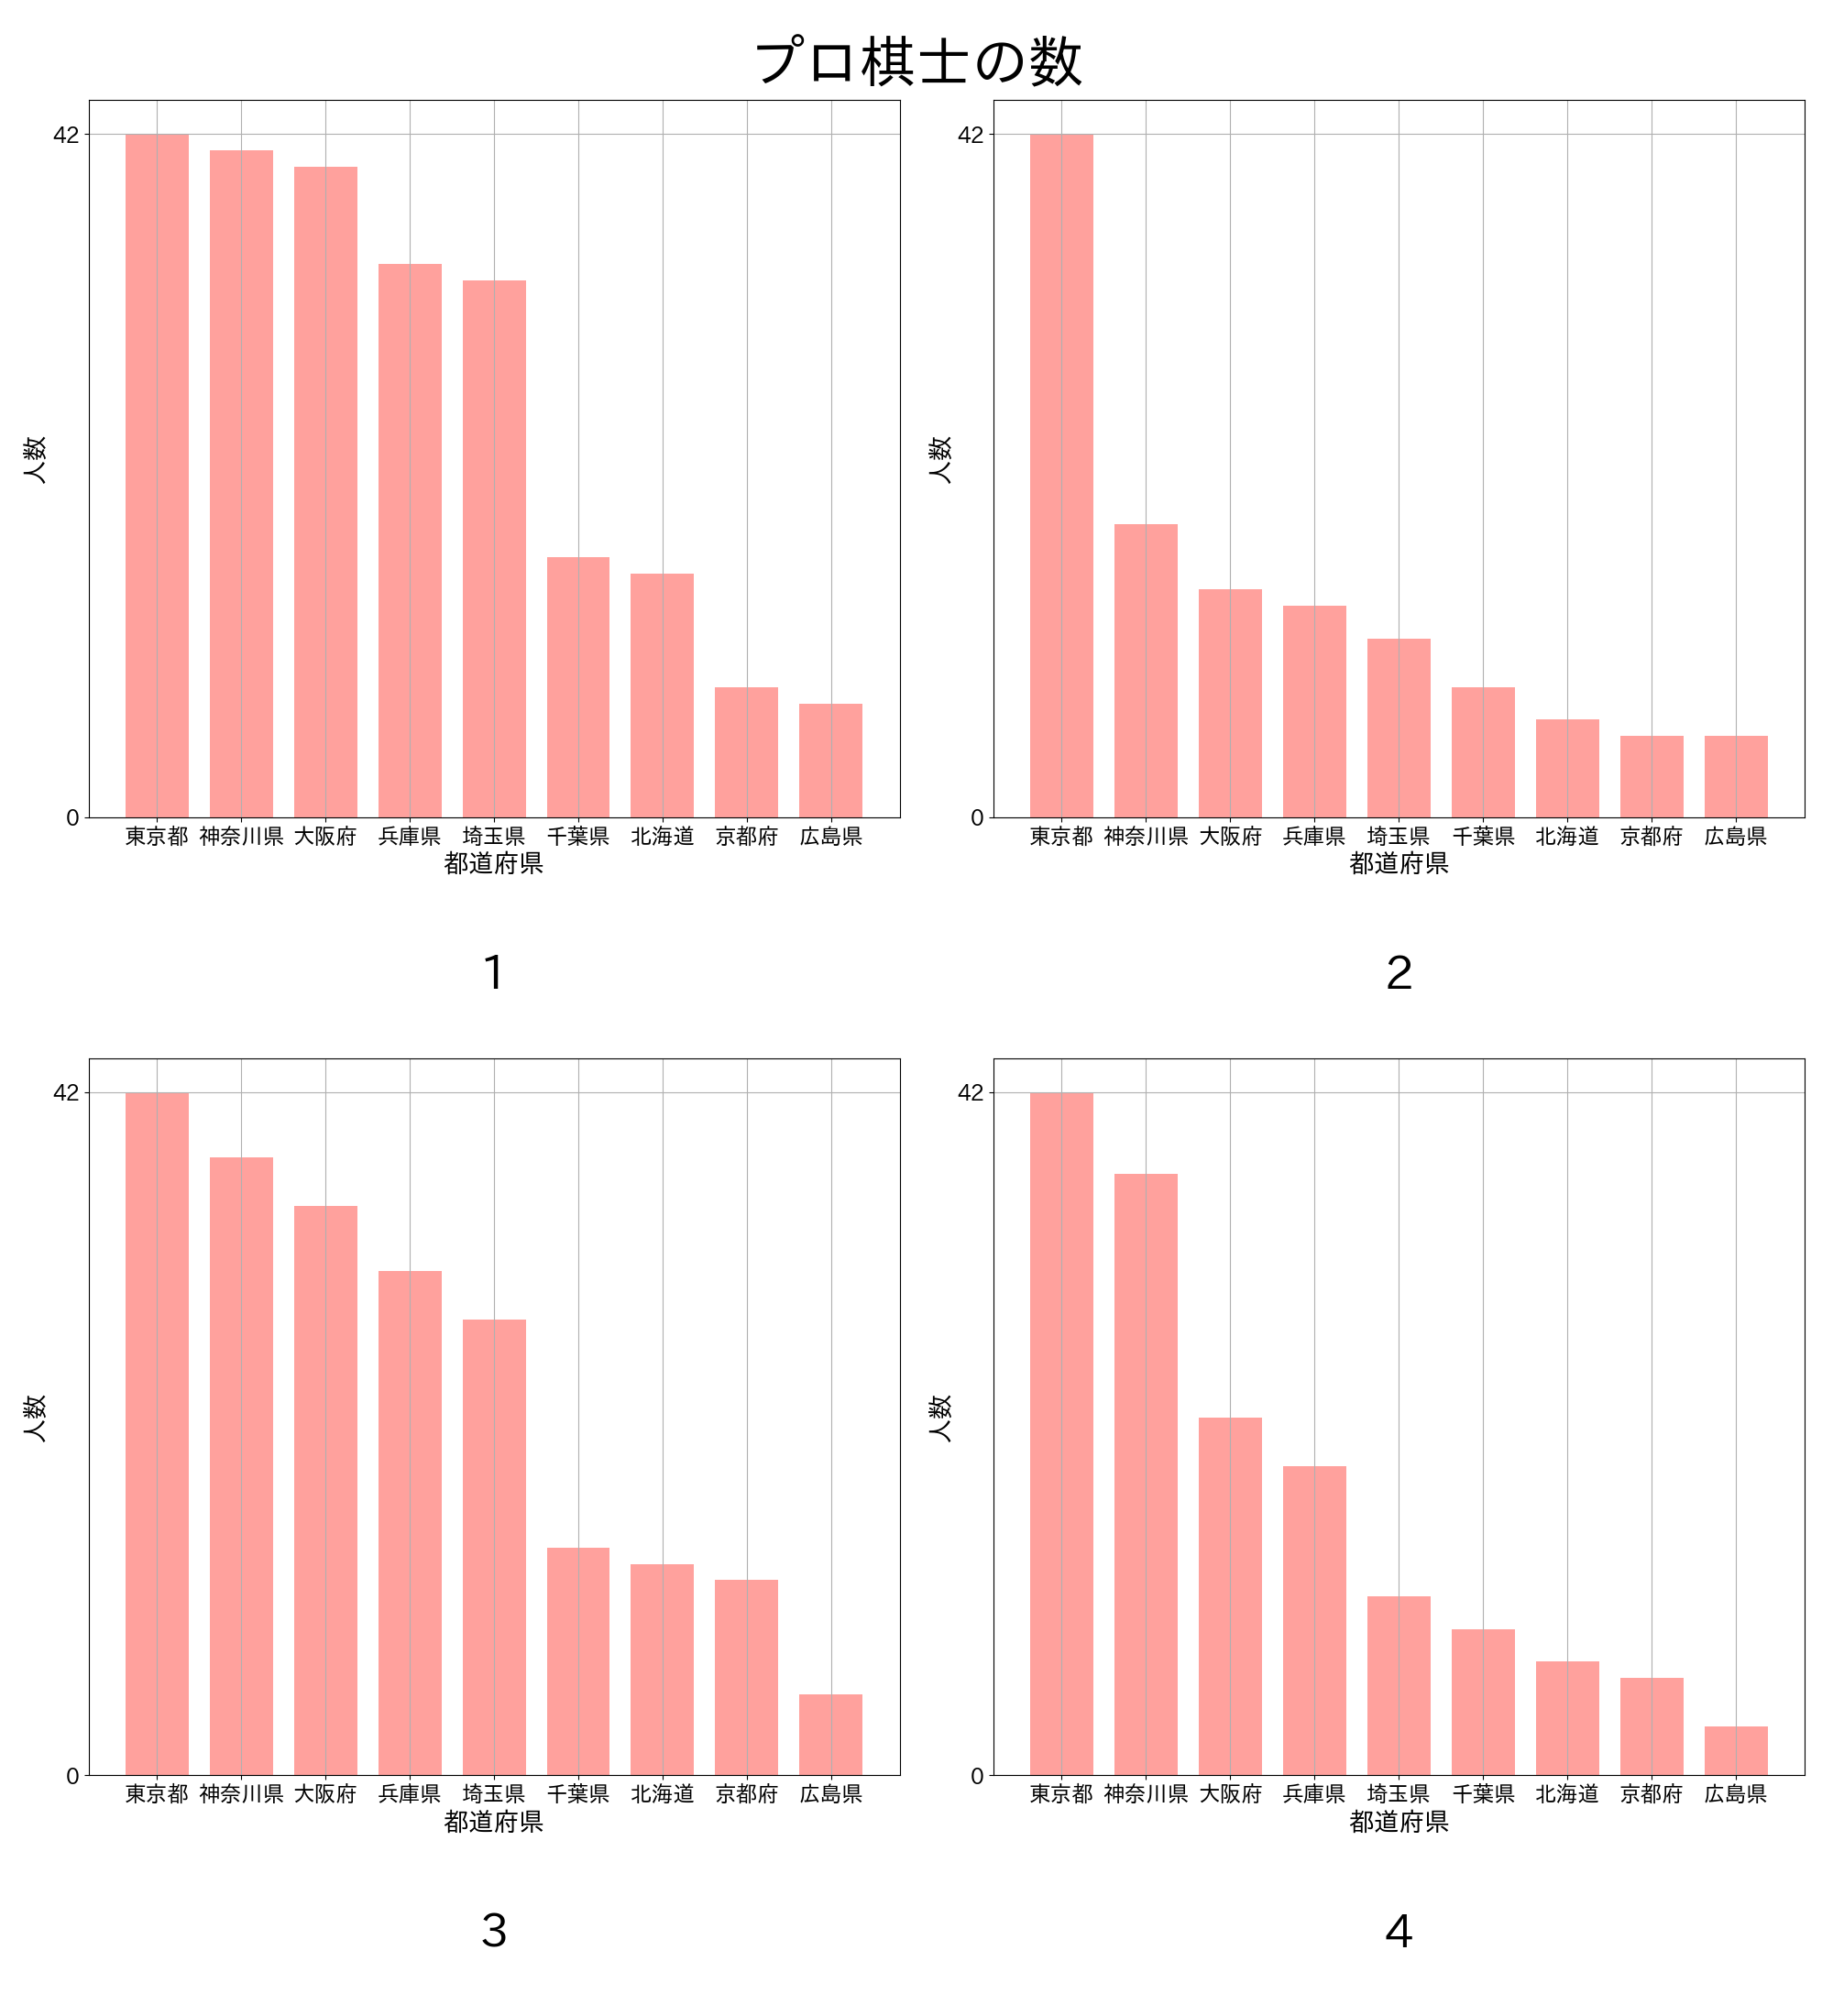 プロ棋士の数
42
0
人数
東京都 神奈川県 大阪府 兵庫県 埼玉県 千葉県 北海道 京都府 広島県
都道府県
1
42
0
人数
東京都 神奈川県 大阪府 兵庫県 埼玉県 千葉県 北海道 京都府 広島県
都道府県
2
42
0
人数
東京都 神奈川県 大阪府 兵庫県 埼玉県 千葉県 北海道 京都府 広島県
都道府県
3
42
0
人数
東京都 神奈川県 大阪府 兵庫県 埼玉県 千葉県 北海道 京都府 広島県
都道府県
4